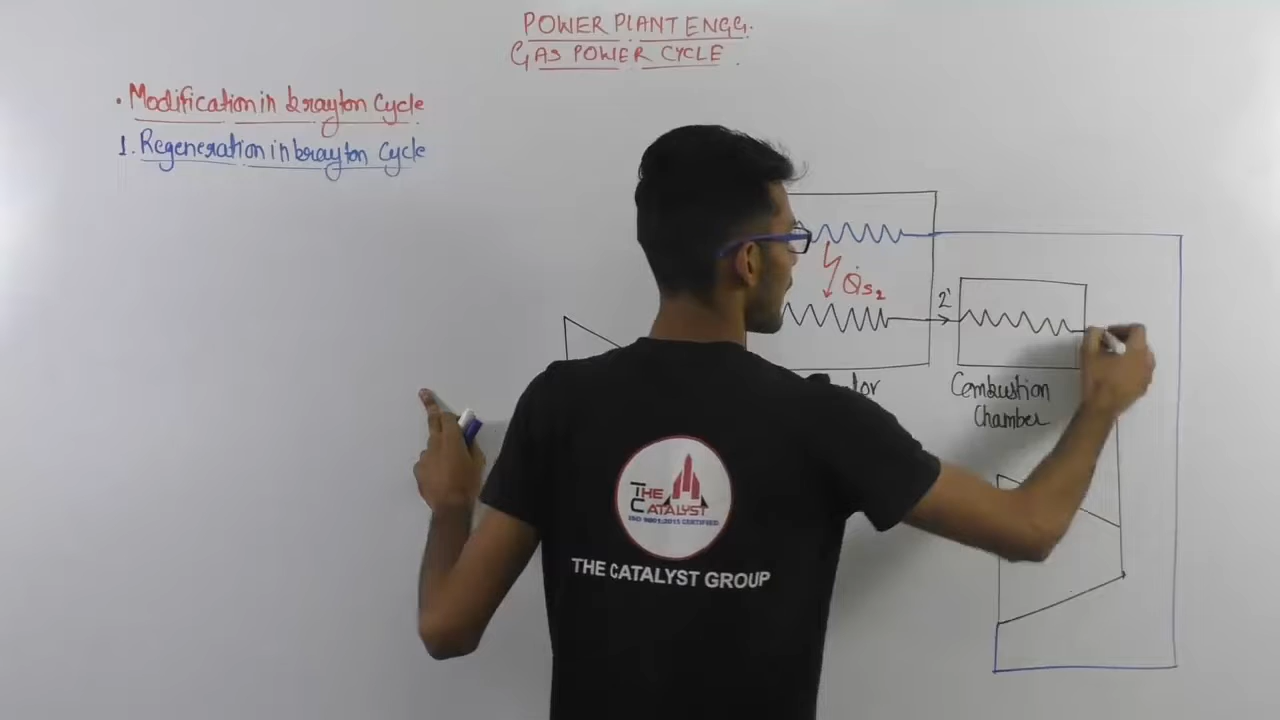 POWER PLANT ENGG.
GAS POWER CYCLE.
• Modification in brayton Cycle
1. Regeneration in brayton Cycle
Q̇s₂
2'
Combustion
Chamber
THE
CATALYST
ISO 9001:2015 CERTIFIED
THE CATALYST GROUP